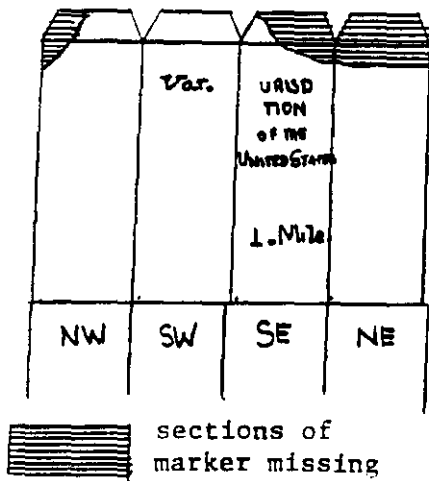 Var.
URISD
TION
OF THE
UNITED STATES
1. Mile
NW SW SE NE
sections of
marker missing